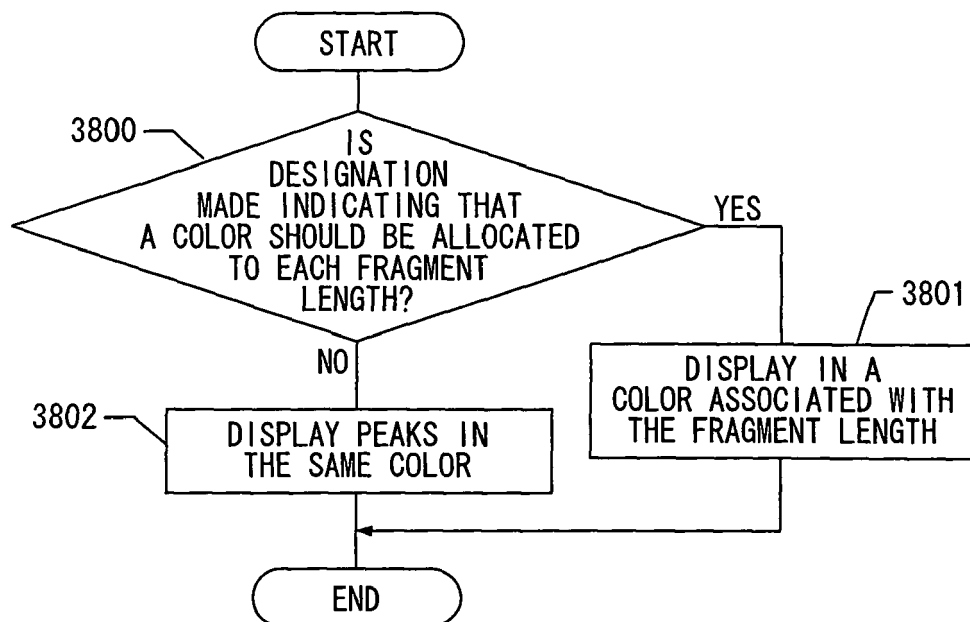 START
3800
IS
DESIGNATION
MADE INDICATING THAT
A COLOR SHOULD BE ALLOCATED
TO EACH FRAGMENT
LENGTH?
YES
NO
3801
DISPLAY IN A
COLOR ASSOCIATED WITH
THE FRAGMENT LENGTH
3802
DISPLAY PEAKS IN
THE SAME COLOR
END